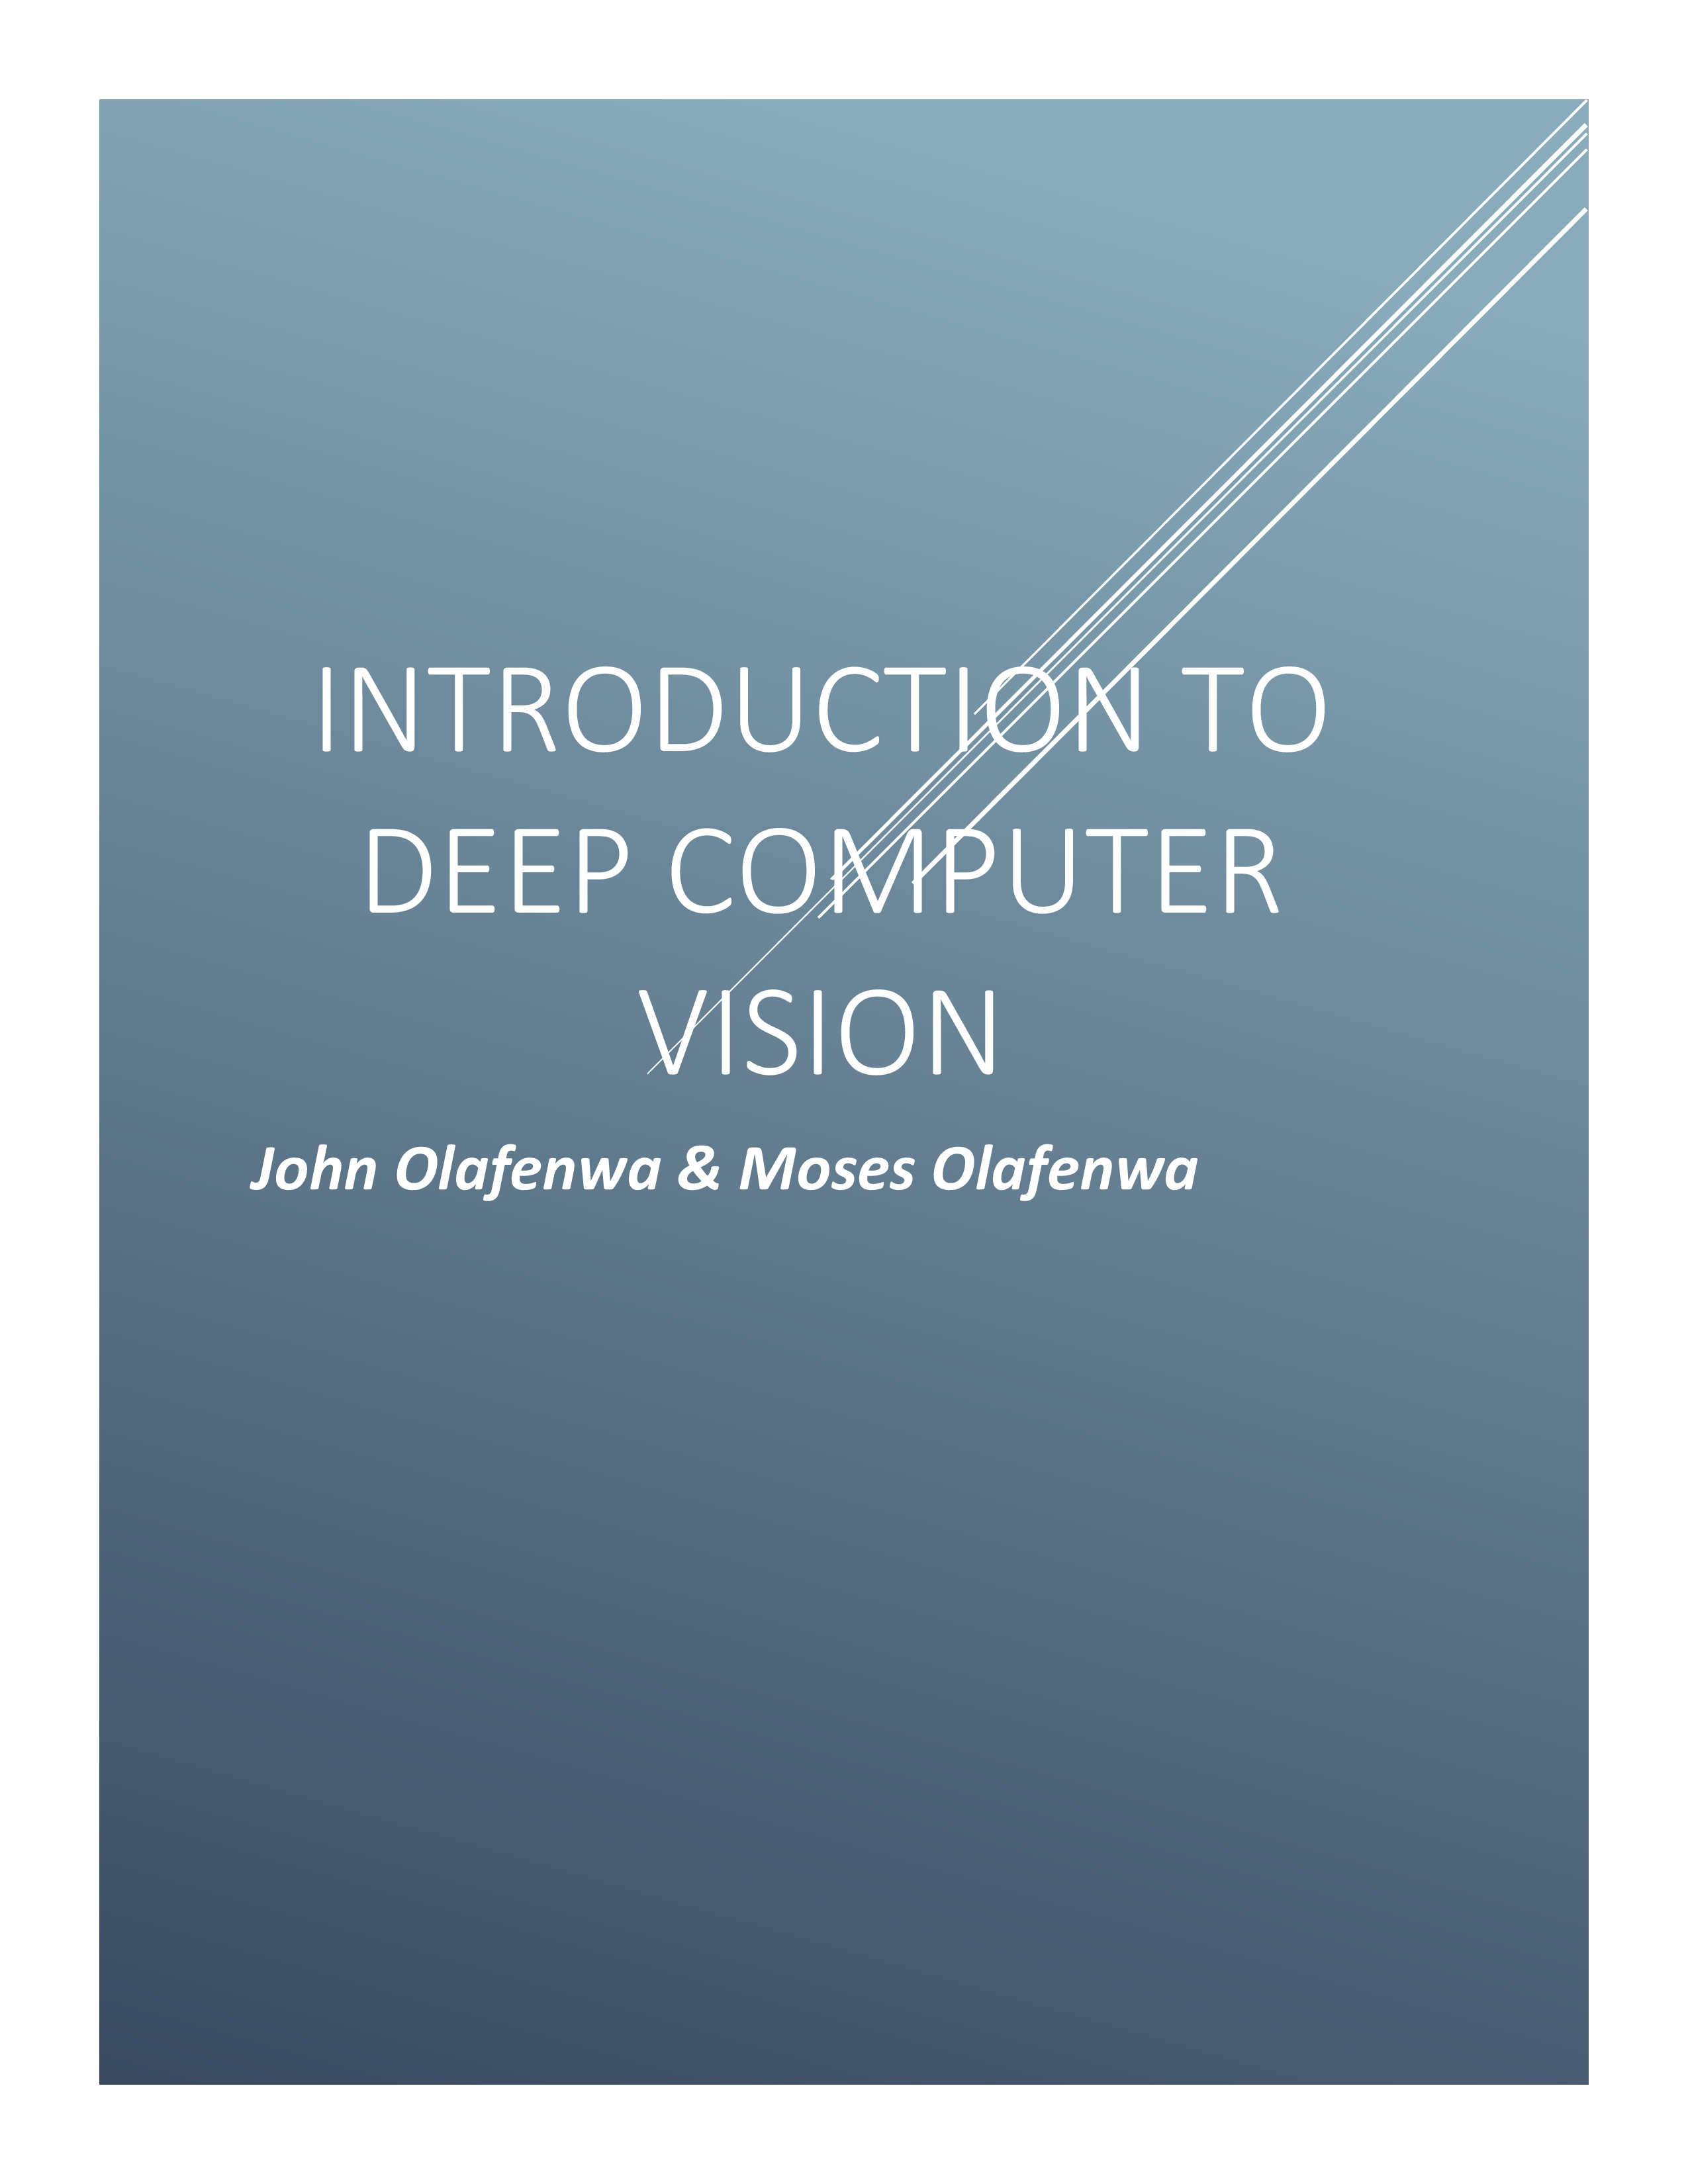 INTRODUCTION TO
DEEP COMPUTER
VISION
John Olafenwa & Moses Olafenwa